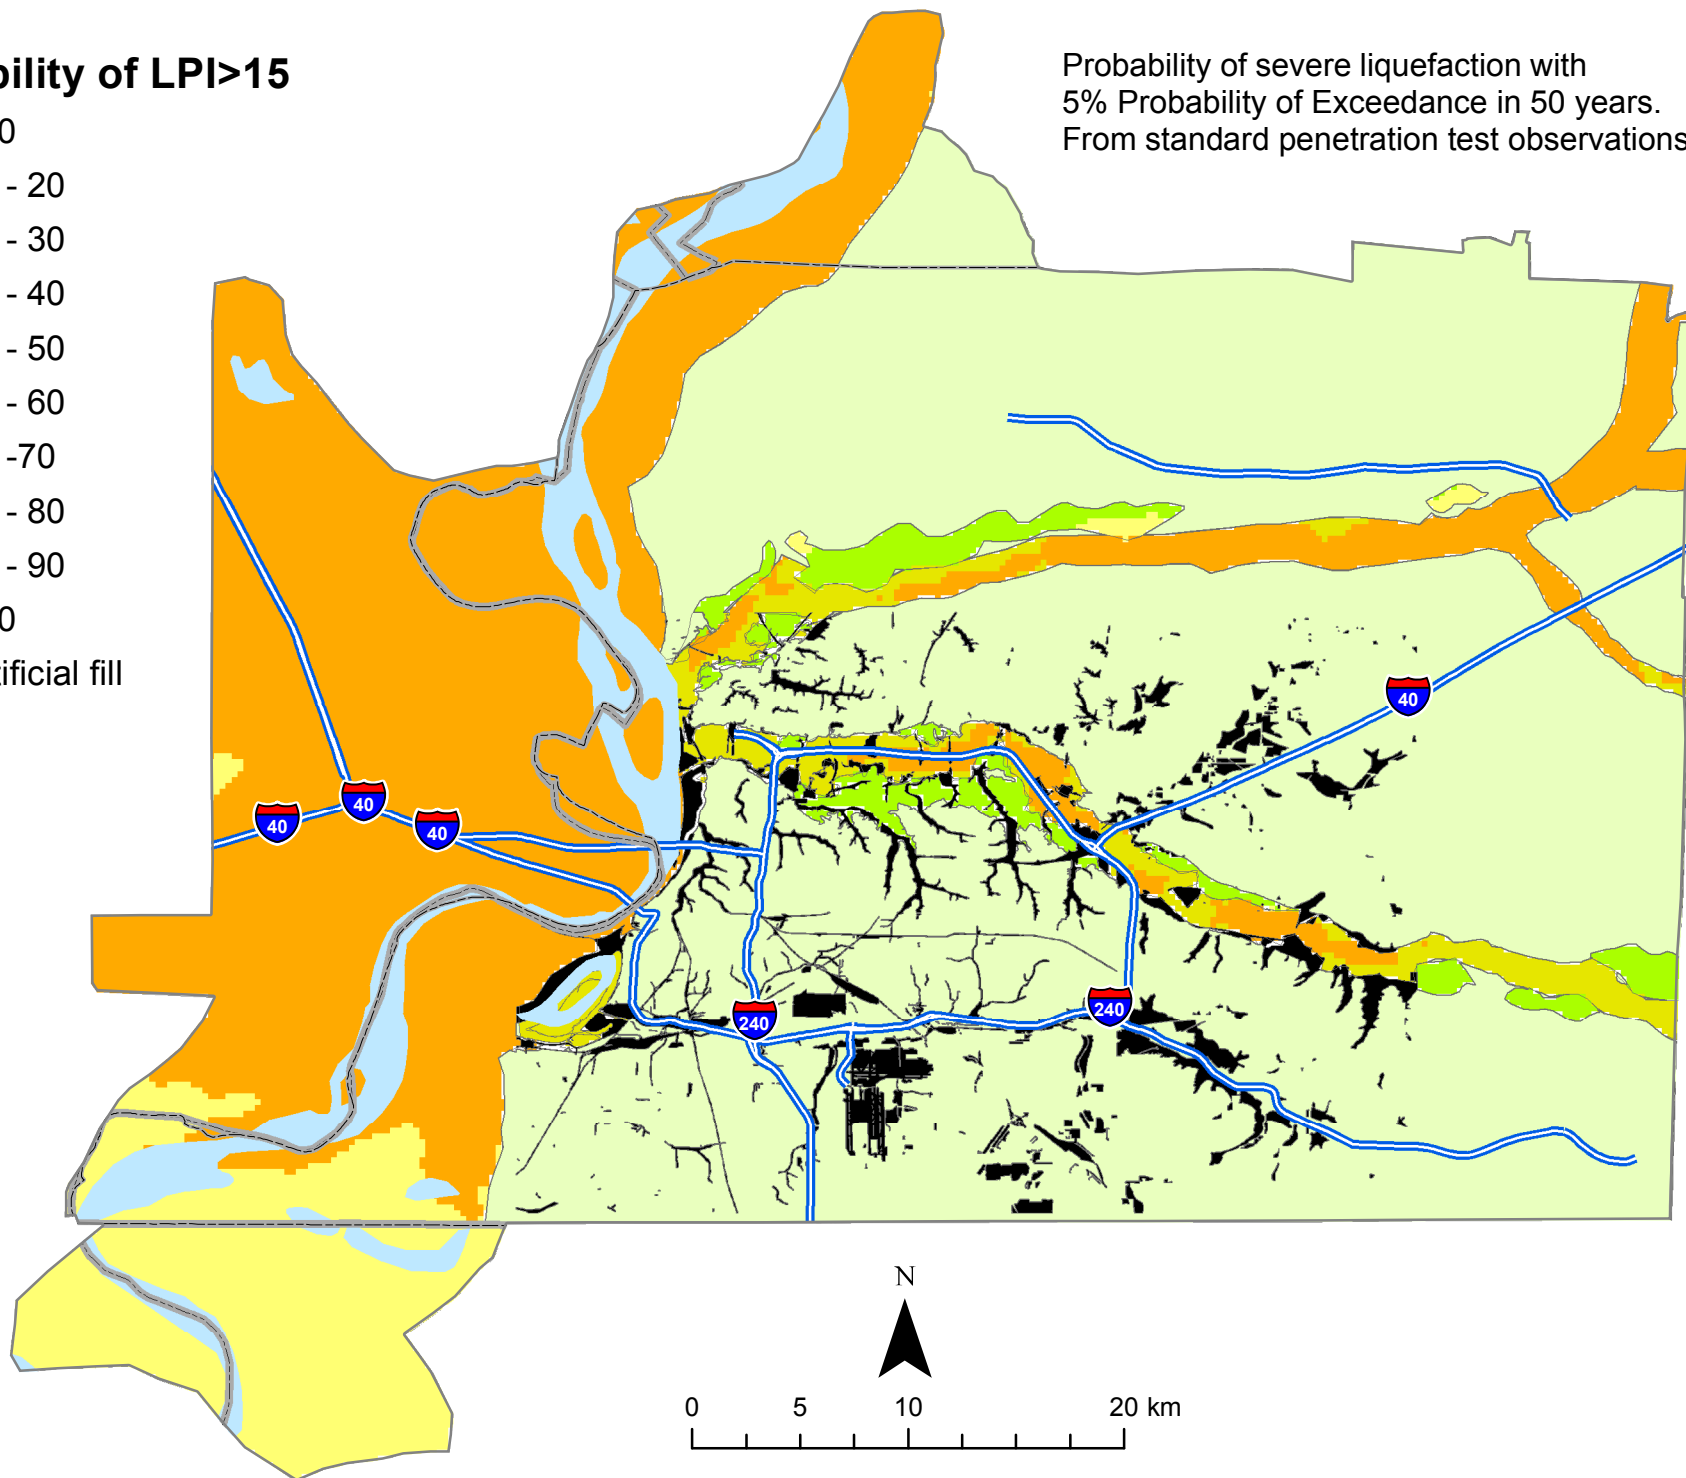 bility of LPI>15
0
- 20
- 30
- 40
- 50
- 60
-70
- 80
- 90
0
tificial fill
Probability of severe liquefaction with
5% Probability of Exceedance in 50 years.
From standard penetration test observations
40
40
40
40
240
240
N
0 5 10 20 km